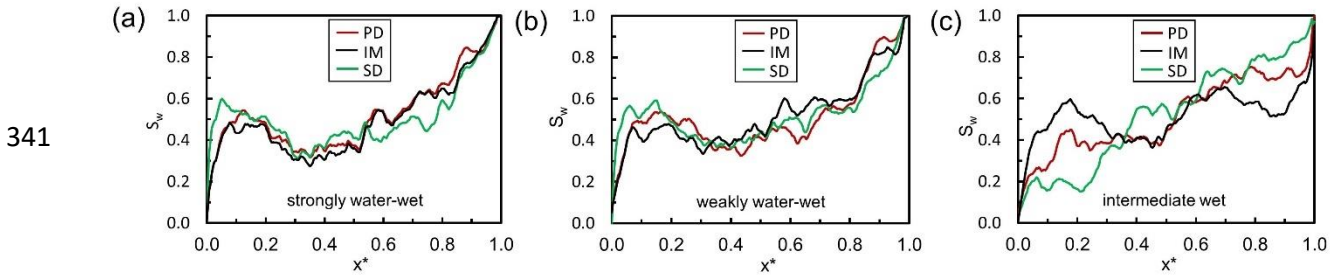 341
(a)
PD
IM
SD
strongly water-wet
S_w
1.0
0.8
0.6
0.4
0.2
0.0
0.0 0.2 0.4 0.6 0.8 1.0
x*
(b)
PD
IM
SD
weakly water-wet
S_w
1.0
0.8
0.6
0.4
0.2
0.0
0.0 0.2 0.4 0.6 0.8 1.0
x*
(c)
PD
IM
SD
intermediate wet
S_w
1.0
0.8
0.6
0.4
0.2
0.0
0.0 0.2 0.4 0.6 0.8 1.0
x*